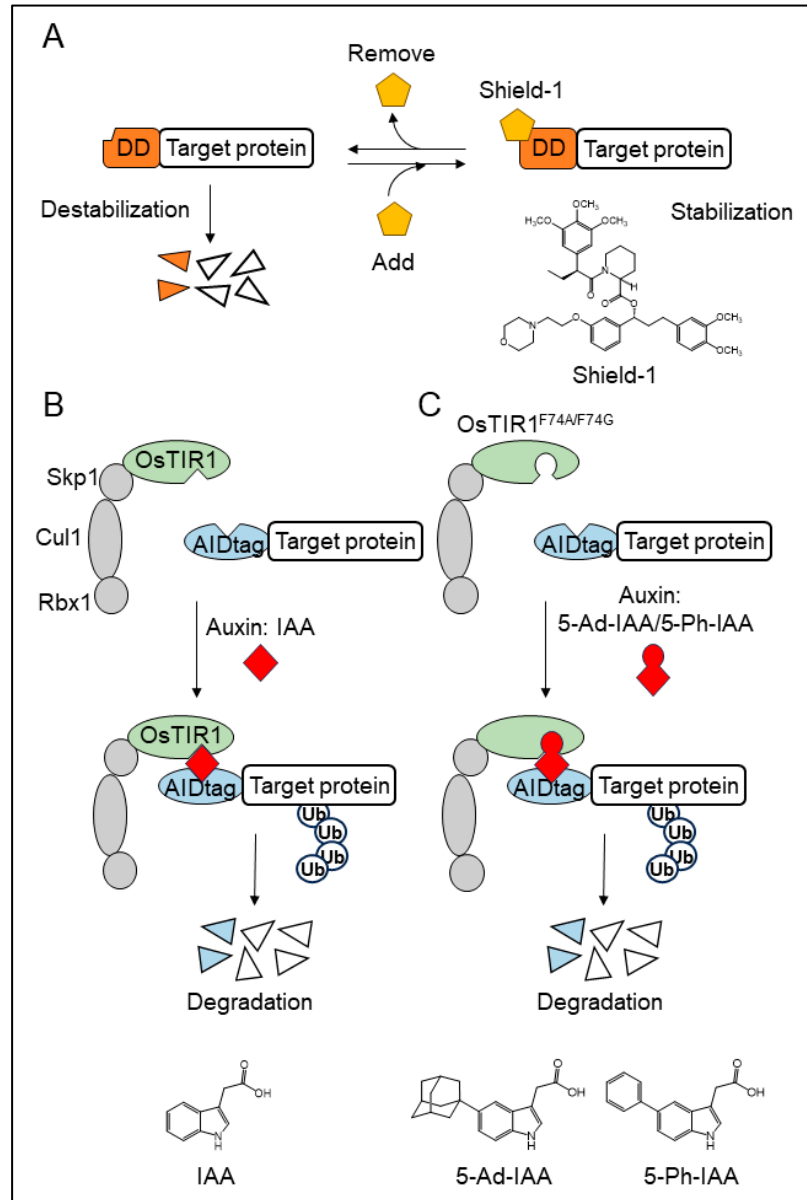 A
Remove
Shield-1
DD Target protein
DD Target protein
Destabilization
Add
Stabilization
OCH3
H3CO OCH3
N
H
O
O
O
N
O
O
OCH3
OCH3
Shield-1
B
C
OsTIR1F74A/F74G
OsTIR1
Skp1
Cul1
AIDtag Target protein
AIDtag Target protein
Rbx1
Auxin: IAA
Auxin:
5-Ad-IAA/5-Ph-IAA
OsTIR1
AIDtag Target protein
AIDtag Target protein
Ub
Ub
Ub
Ub
Ub
Ub
Ub
Ub
Degradation
Degradation
O
OH
N
H
IAA
O
OH
N
H
5-Ad-IAA
O
OH
N
H
5-Ph-IAA